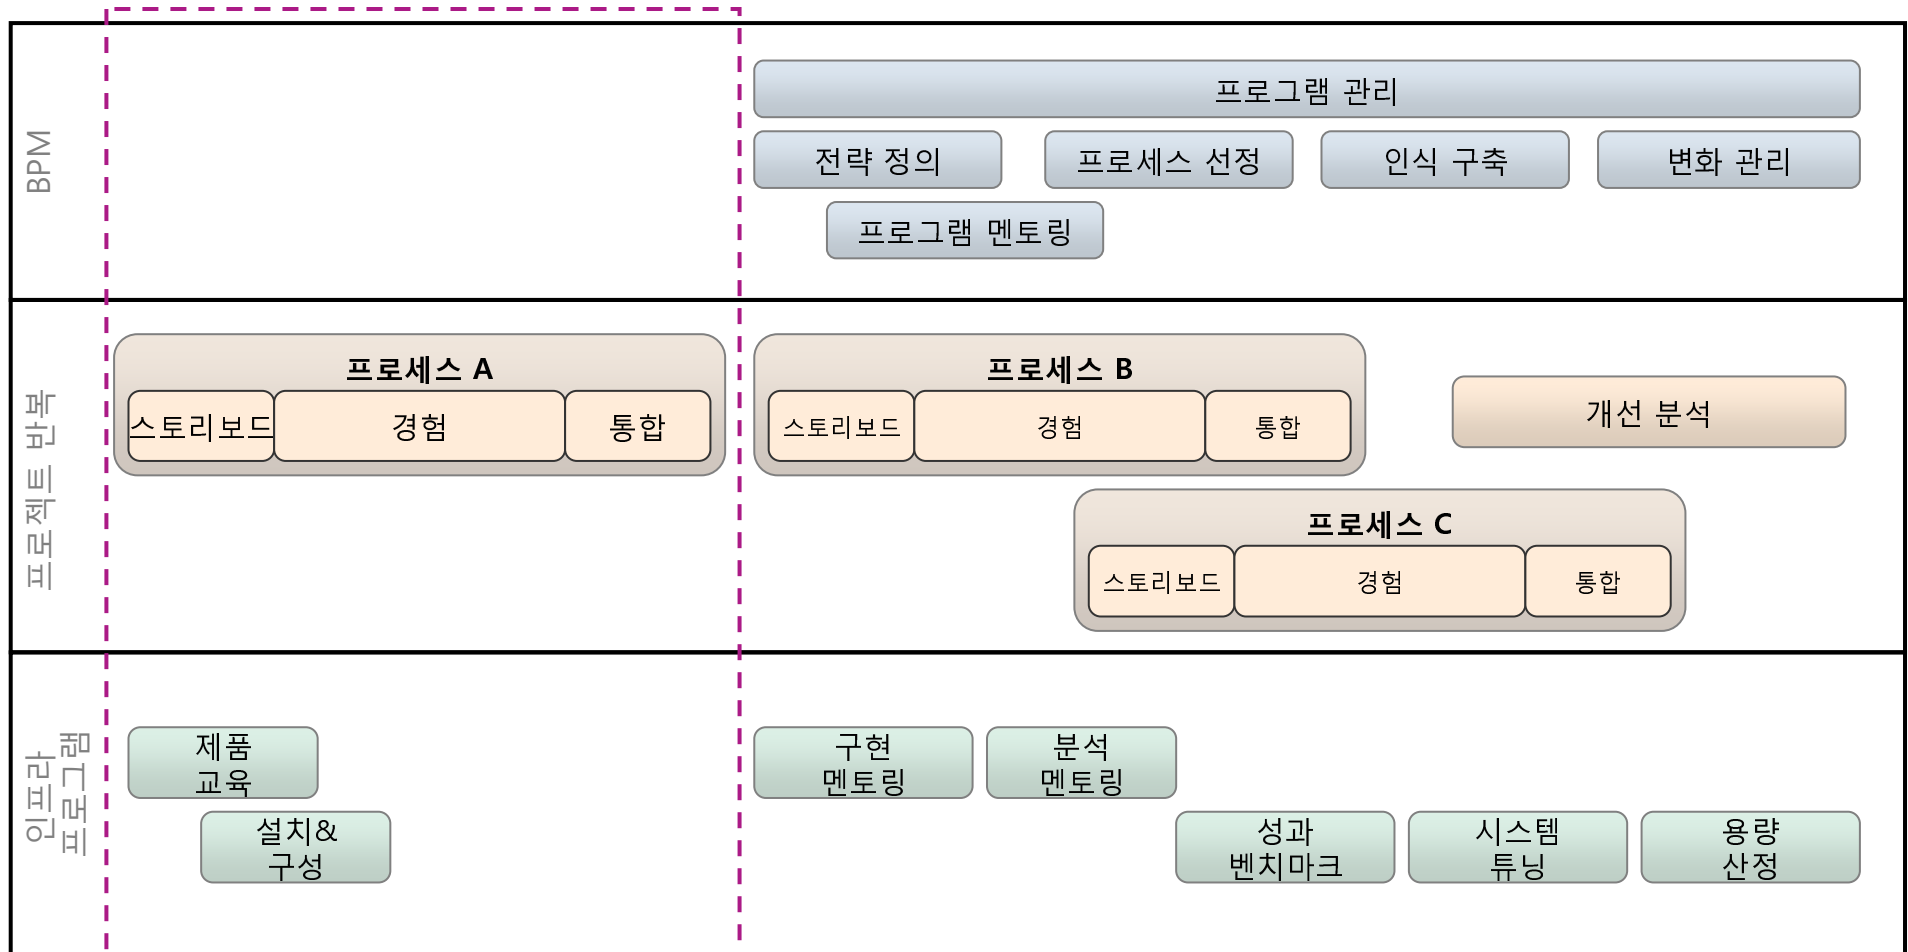 BPM
프로그램 관리
전략 정의
프로세스 선정
인식 구축
변화 관리
프로그램 멘토링
프로젝트 반복
프로세스 A
스토리보드
경험
통합
프로세스 B
스토리보드
경험
통합
개선 분석
프로세스 C
스토리보드
경험
통합
인프라
프로그램
제품
교육
설치&
구성
구현
멘토링
분석
멘토링
성과
벤치마크
시스템
튜닝
용량
산정